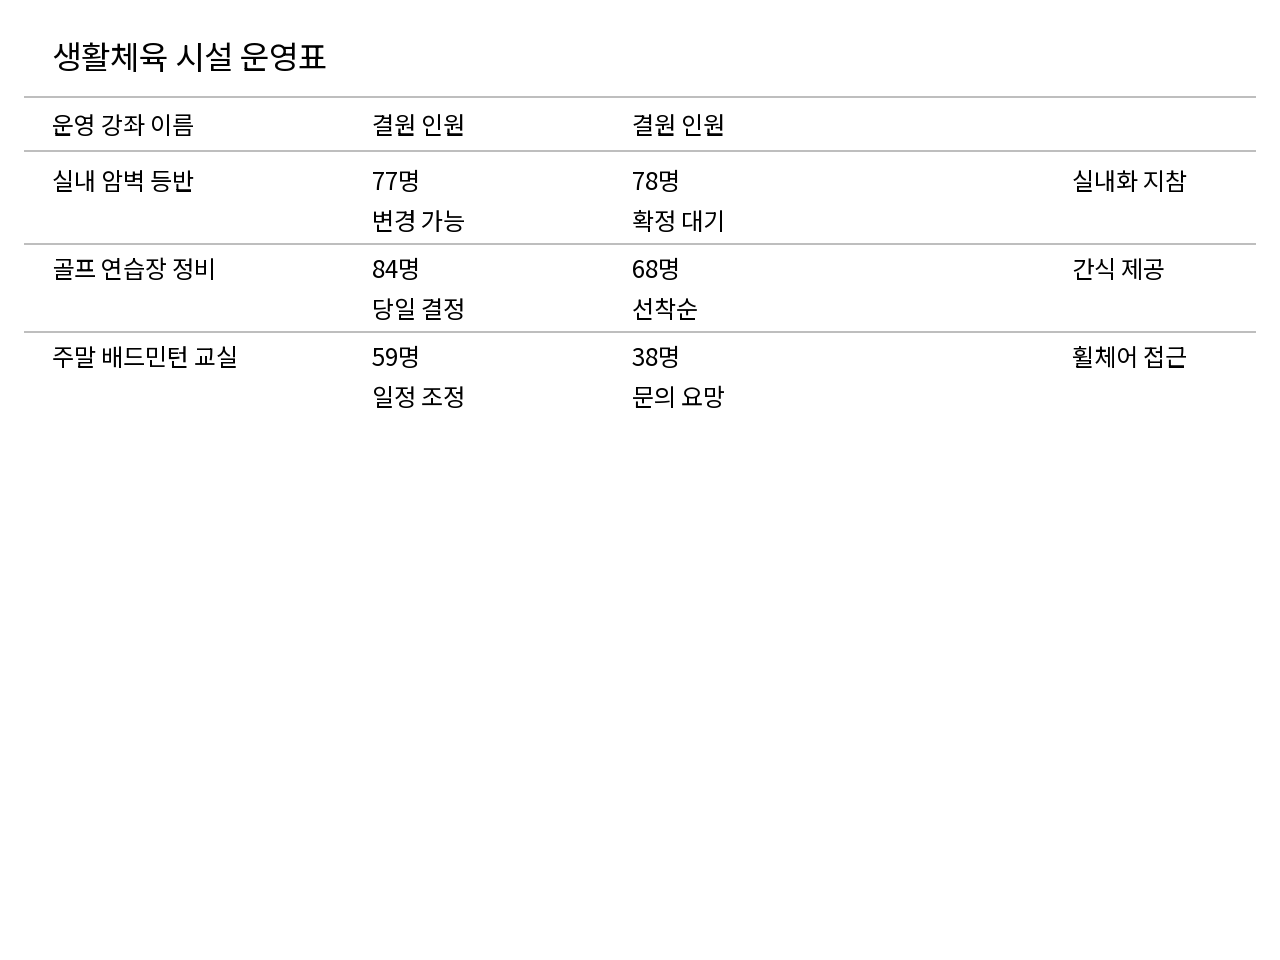 생활체육 시설 운영표
운영 강좌 이름 결원 인원 결원 인원
실내 암벽 등반 77명 78명 실내화 지참
변경 가능 확정 대기
골프 연습장 정비 84명 68명 간식 제공
당일 결정 선착순
주말 배드민턴 교실 59명 38명 휠체어 접근
일정 조정 문의 요망